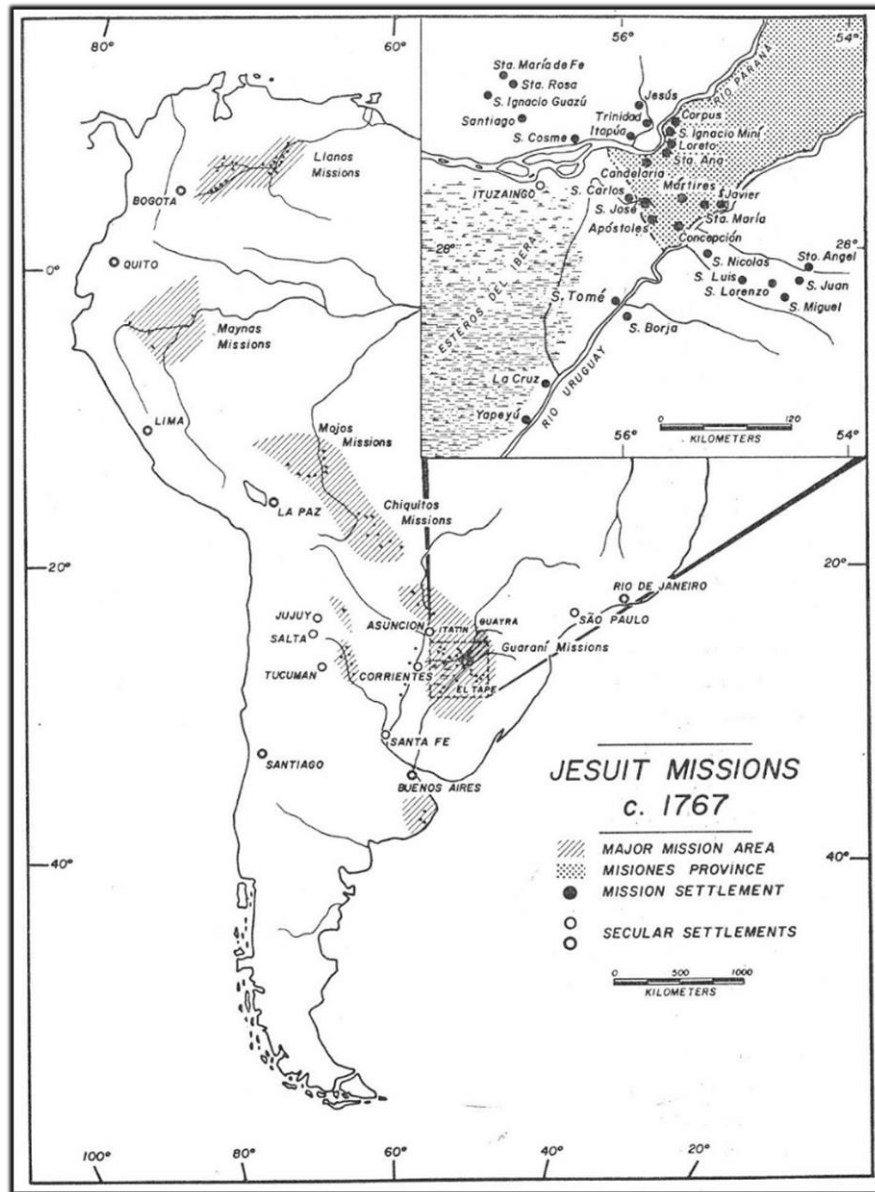 80°
60°
56°
54°
Sta. María de Fe
Sta. Rosa
S. Ignacio Guazú
Santiago
S. Cosme
Jesús
Trinidad
Itapúa
RIO PARANÁ
Corpus
S. Ignacio Miní
Loreto
Sta. Ana
Candelaria
Mártires
S. Carlos
Javier
ITUZAINGO
S. José
Sta. María
Apóstoles
Concepción
28°
28°
S. Nicolas
Sto. Angel
S. Luis
S. Juan
S. Lorenzo
S. Miguel
ESTEROS DEL IBERA
S. Tomé
S. Borja
La Cruz
RIO URUGUAY
Yapeyú
0
120
KILOMETERS
56°
54°
Llanos
Missions
BOGOTA
QUITO
0°
Maynas
Missions
LIMA
Mojos
Missions
LA PAZ
Chiquitos
Missions
20°
20°
RIO DE JANEIRO
SÃO PAULO
JUJUY
SALTA
ASUNCION
ITATÍN
GUAYRA
Guaraní Missions
TUCUMAN
CORRIENTES
EL TAPE
SANTA FE
SANTIAGO
BUENOS AIRES
JESUIT MISSIONS
c. 1767
MAJOR MISSION AREA
MISIONES PROVINCE
MISSION SETTLEMENT
SECULAR SETTLEMENTS
0 500 1000
KILOMETERS
40°
40°
100°
80°
60°
40°
20°